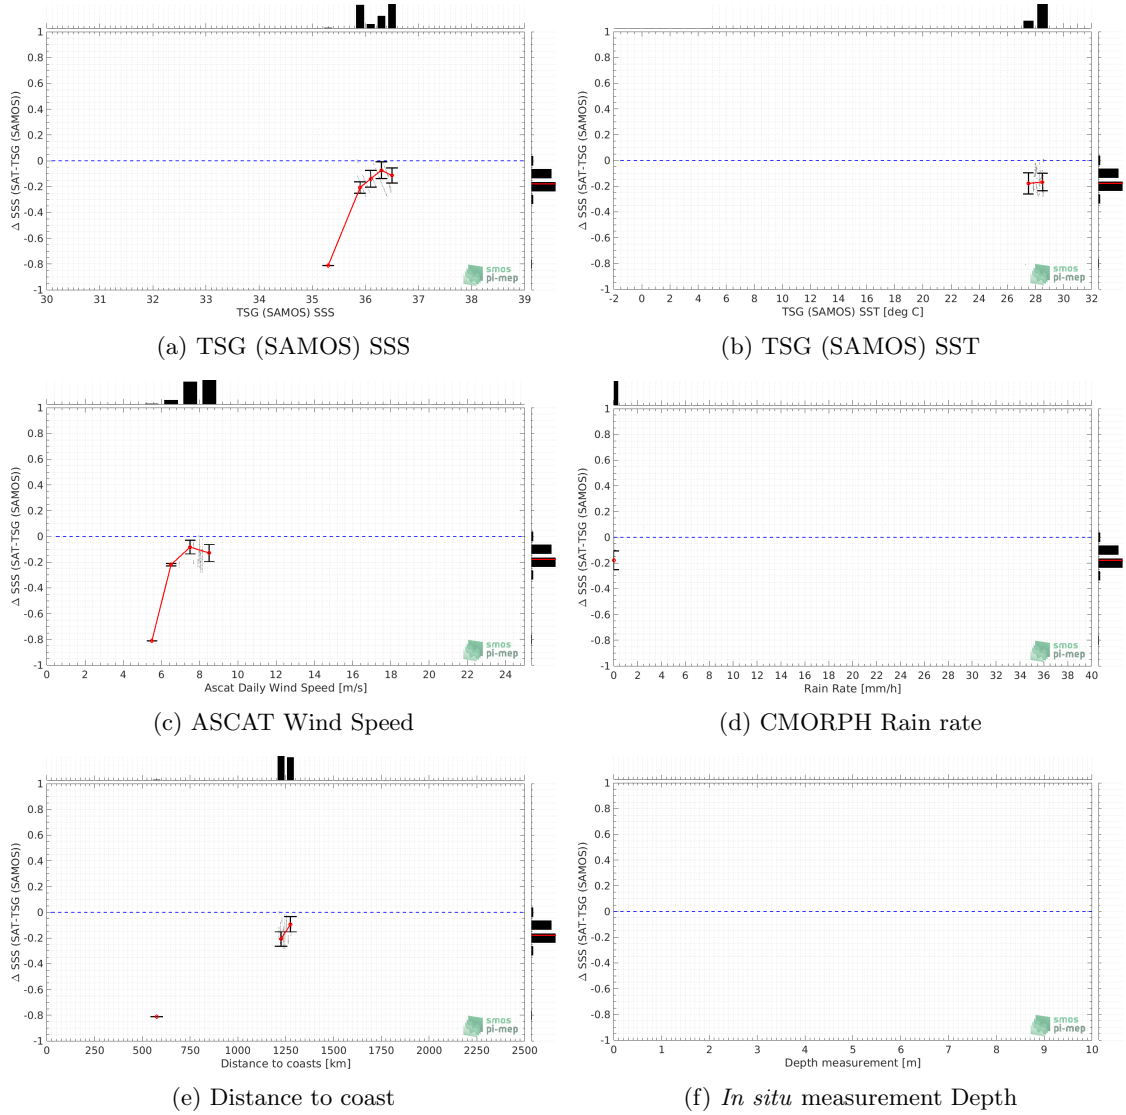 1
0.8
0.6
0.4
0.2
0
-0.2
-0.4
-0.6
-0.8
-1
Δ SSS (SAT-TSG (SAMOS))
30 31 32 33 34 35 36 37 38 39
TSG (SAMOS) SSS
smos
pi-mep
(a) TSG (SAMOS) SSS
1
0.8
0.6
0.4
0.2
0
-0.2
-0.4
-0.6
-0.8
-1
Δ SSS (SAT-TSG (SAMOS))
-2 0 2 4 6 8 10 12 14 16 18 20 22 24 26 28 30 32
TSG (SAMOS) SST [deg C]
smos
pi-mep
(b) TSG (SAMOS) SST
1
0.8
0.6
0.4
0.2
0
-0.2
-0.4
-0.6
-0.8
-1
Δ SSS (SAT-TSG (SAMOS))
0 2 4 6 8 10 12 14 16 18 20 22 24
Ascat Daily Wind Speed [m/s]
smos
pi-mep
(c) ASCAT Wind Speed
1
0.8
0.6
0.4
0.2
0
-0.2
-0.4
-0.6
-0.8
-1
Δ SSS (SAT-TSG (SAMOS))
0 2 4 6 8 10 12 14 16 18 20 22 24 26 28 30 32 34 36 38 40
Rain Rate [mm/h]
smos
pi-mep
(d) CMORPH Rain rate
1
0.8
0.6
0.4
0.2
0
-0.2
-0.4
-0.6
-0.8
-1
Δ SSS (SAT-TSG (SAMOS))
0 250 500 750 1000 1250 1500 1750 2000 2250 2500
Distance to coasts [km]
smos
pi-mep
(e) Distance to coast
1
0.8
0.6
0.4
0.2
0
-0.2
-0.4
-0.6
-0.8
-1
Δ SSS (SAT-TSG (SAMOS))
0 1 2 3 4 5 6 7 8 9 10
Depth measurement [m]
smos
pi-mep
(f) In situ measurement Depth